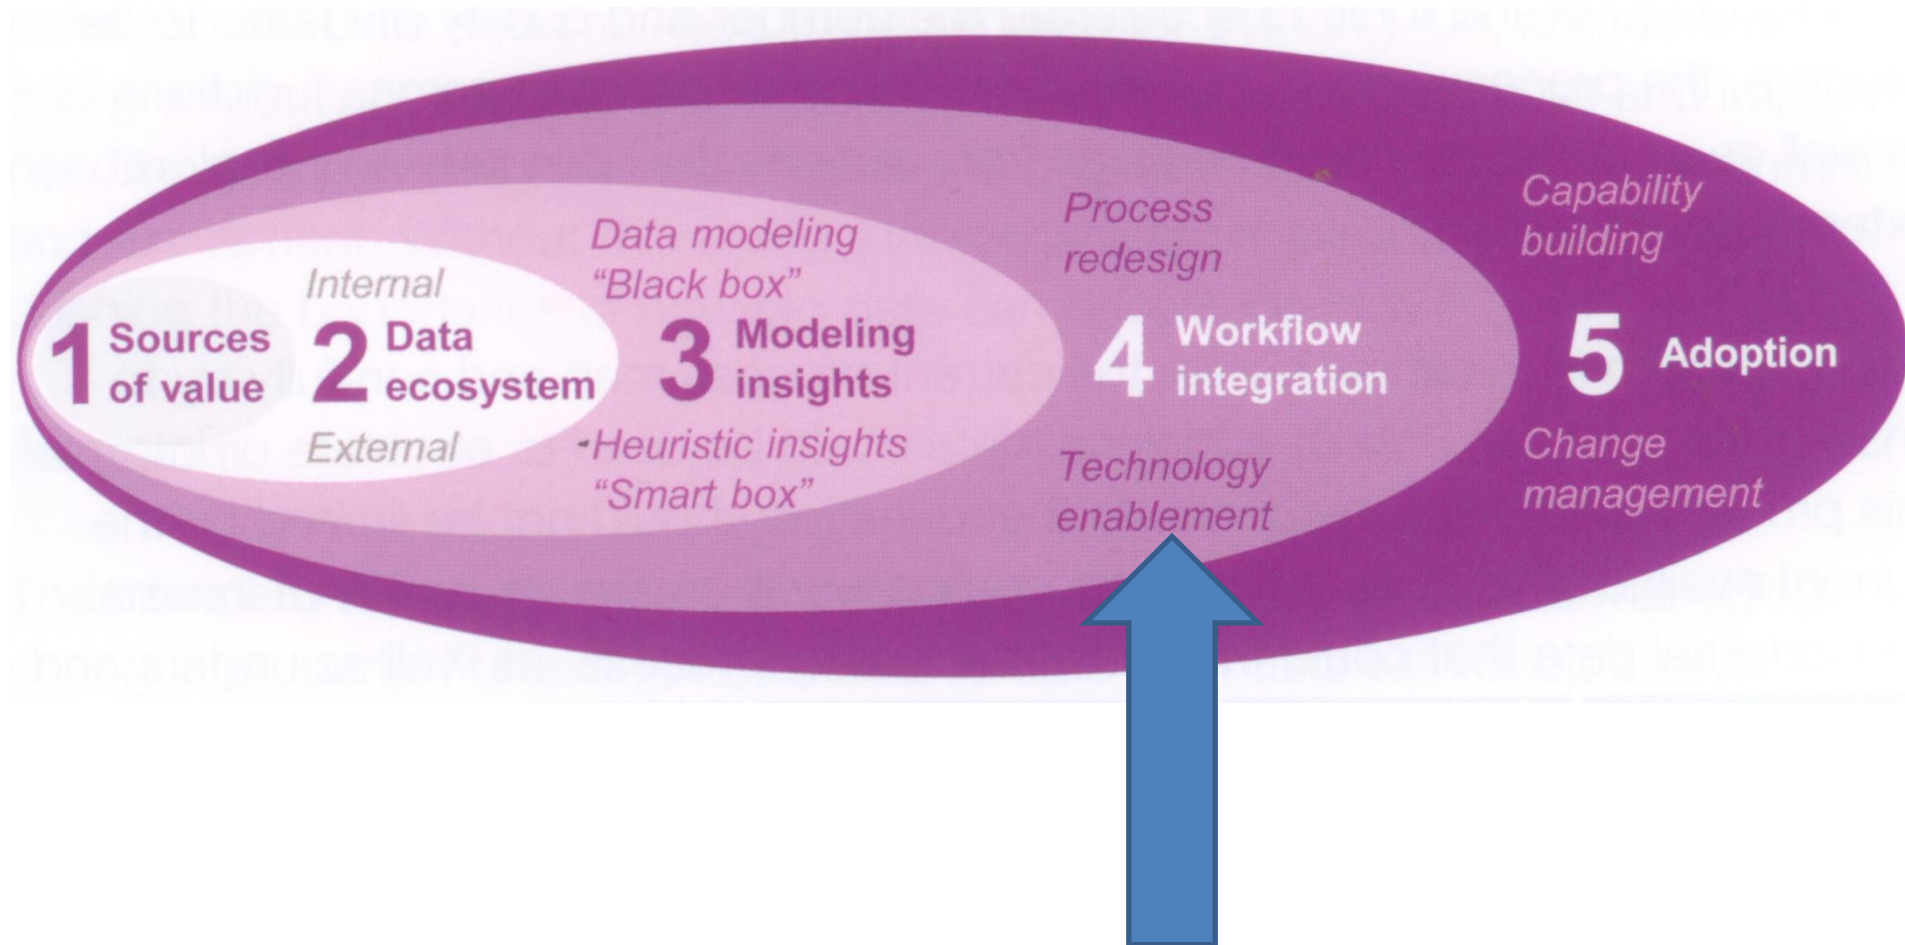 1 Sources
of value
Internal
2 Data
ecosystem
External
Data modeling
“Black box”
3 Modeling
insights
Heuristic insights
“Smart box”
Process
redesign
4 Workflow
integration
Technology
enablement
Capability
building
5 Adoption
Change
management